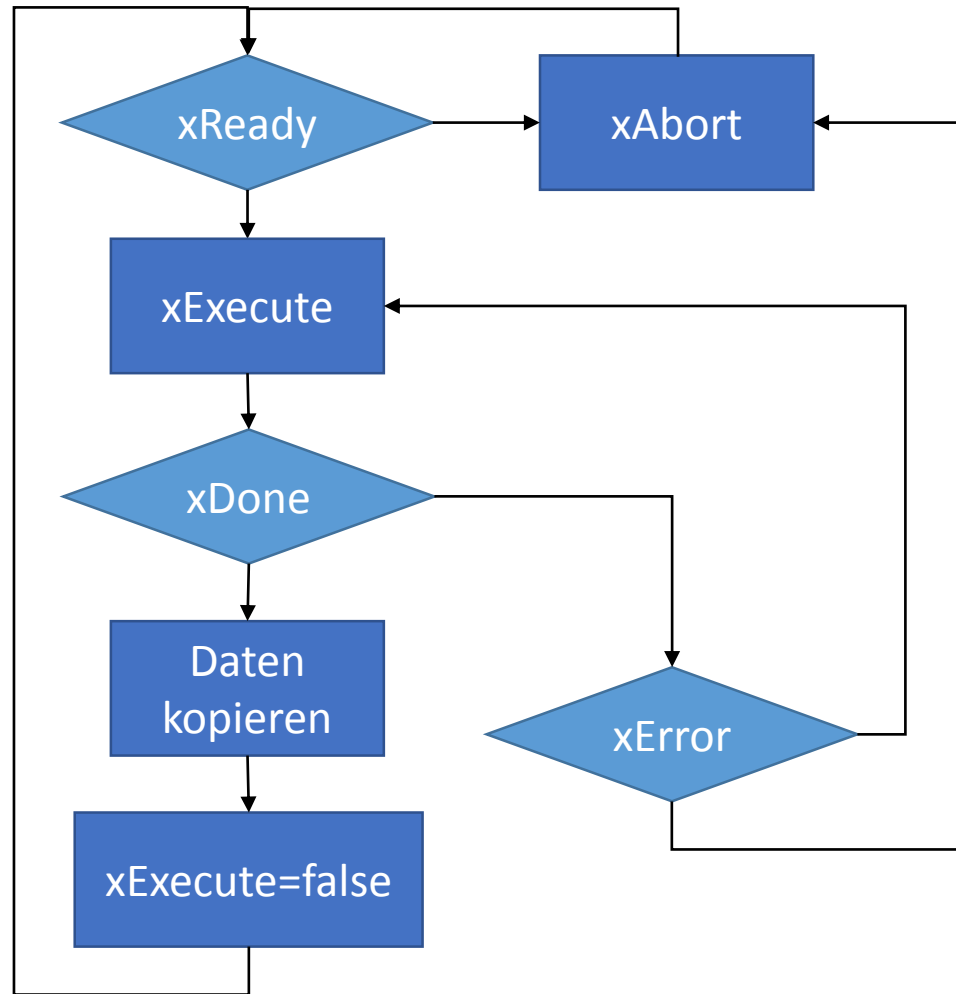 xReady
xAbort
xExecute
xDone
Daten
kopieren
xError
xExecute=false